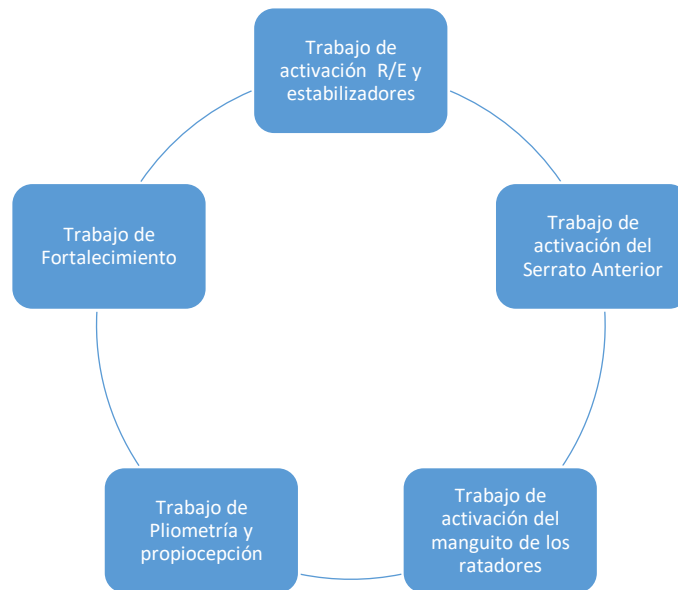 Trabajo de
activación R/E y
estabilizadores
Trabajo de
activación del
Serrato Anterior
Trabajo de
activación del
manguito de los
ratadores
Trabajo de
Pliometría y
propiocepción
Trabajo de
Fortalecimiento